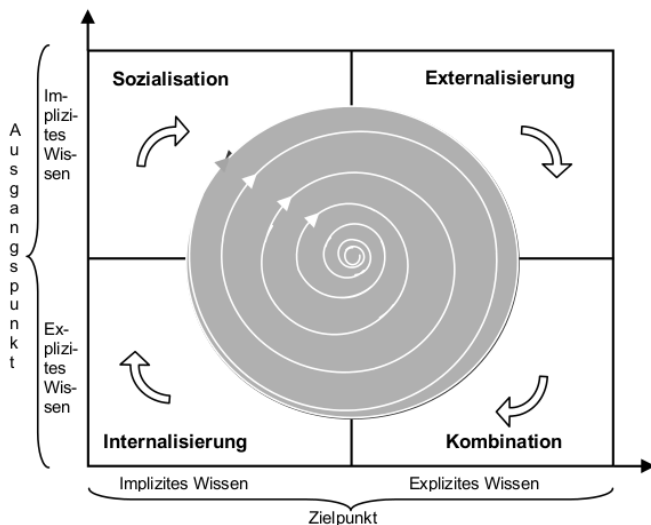 Sozialisation
Externalisierung
A
u
s
g
a
n
g
s
p
u
n
k
t
Im-
plizi-
tes
Wis-
sen
Ex-
plizi-
tes
Wis-
sen
Internalisierung
Kombination
Implizites Wissen
Explizites Wissen
Zielpunkt